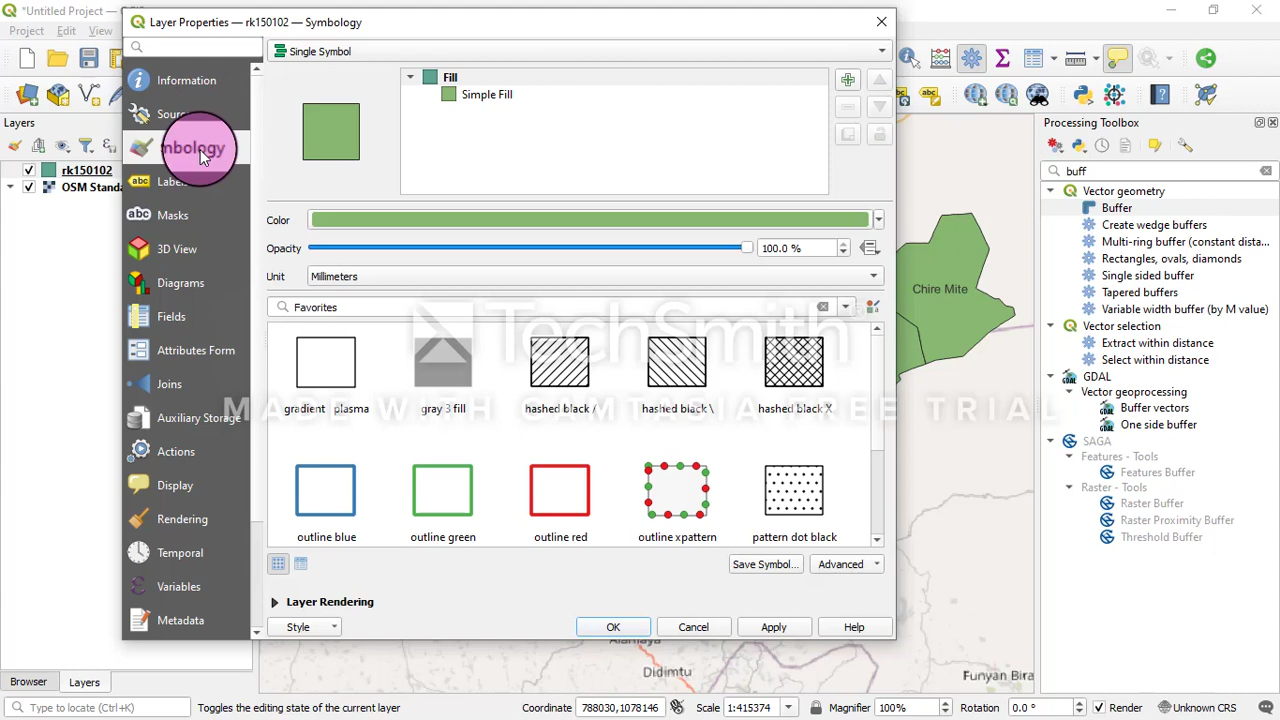 *Untitled Project —
Layer Properties — rk150102 — Symbology
Project Edit View
Single Symbol
Information
Source
mbology
Labels
Masks
3D View
Diagrams
Fields
Attributes Form
Joins
Auxiliary Storage
Actions
Display
Rendering
Temporal
Variables
Metadata
Fill
Simple Fill
Color
Opacity
100.0 %
Unit
Millimeters
Favorites
gradient plasma
gray 3 fill
hashed black /
hashed black \
hashed black X
outline blue
outline green
outline red
outline xpattern
pattern dot black
Save Symbol...
Advanced
Layer Rendering
Style
OK
Cancel
Apply
Help
TechSmith
MADE WITH CAMTASIA FREE TRIAL
Layers
rk150102
OSM Standa
Chire Mite
Didimtu
Funyan Bira
Processing Toolbox
buff
Vector geometry
Buffer
Create wedge buffers
Multi-ring buffer (constant dista...
Rectangles, ovals, diamonds
Single sided buffer
Tapered buffers
Variable width buffer (by M value)
Vector selection
Extract within distance
Select within distance
GDAL
Vector geoprocessing
Buffer vectors
One side buffer
SAGA
Features - Tools
Features Buffer
Raster - Tools
Raster Buffer
Raster Proximity Buffer
Threshold Buffer
Browser
Layers
Type to locate (Ctrl+K)
Toggles the editing state of the current layer
Coordinate
788030,1078146
Scale
1:415374
Magnifier
100%
Rotation
0.0 °
Render
Unknown CRS